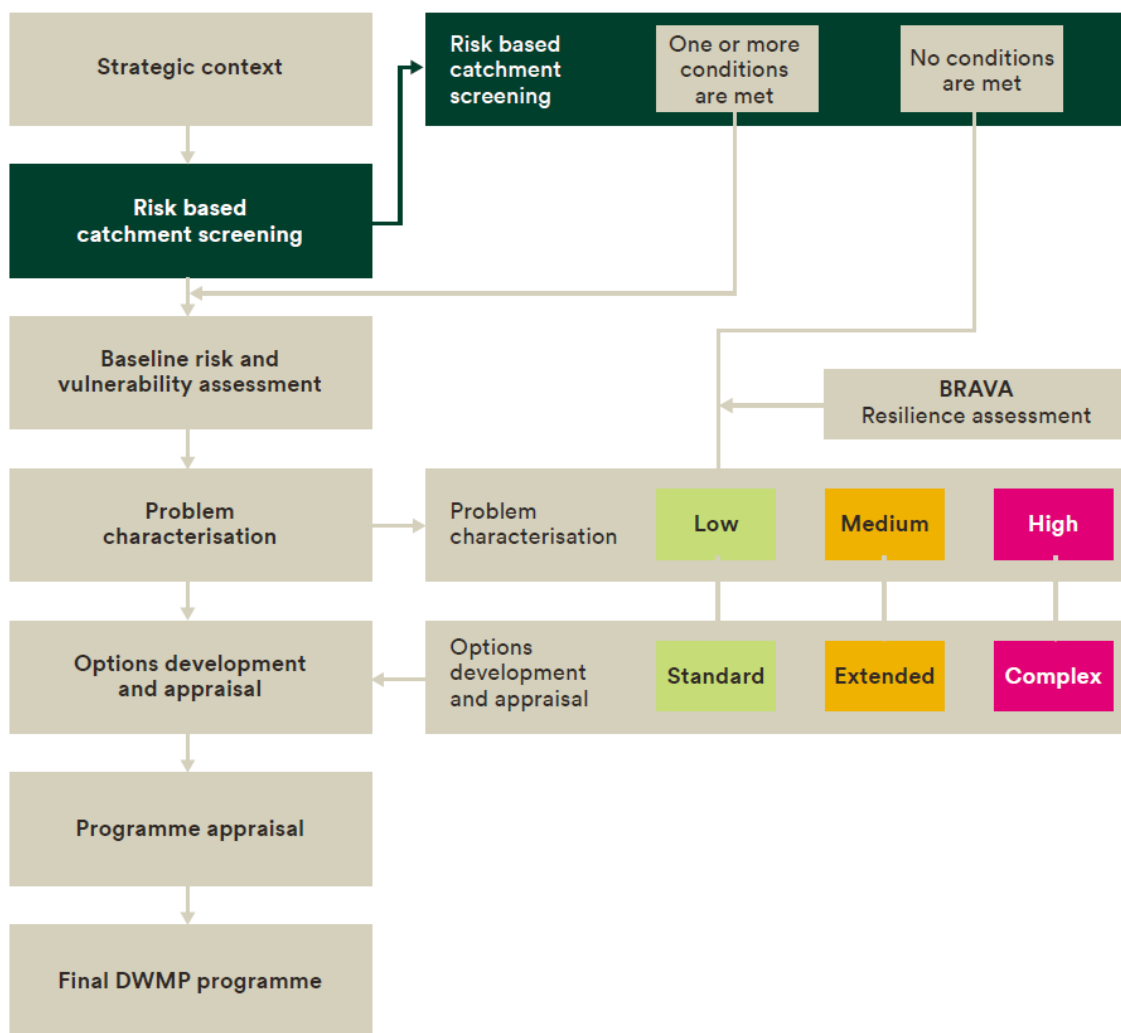 Strategic context
Risk based
catchment screening
One or more
conditions
are met
No conditions
are met
Risk based
catchment screening
Baseline risk and
vulnerability assessment
BRAVA
Resilience assessment
Problem
characterisation
Problem
characterisation
Low
Medium
High
Options development
and appraisal
Options
development
and appraisal
Standard
Extended
Complex
Programme appraisal
Final DWMP programme